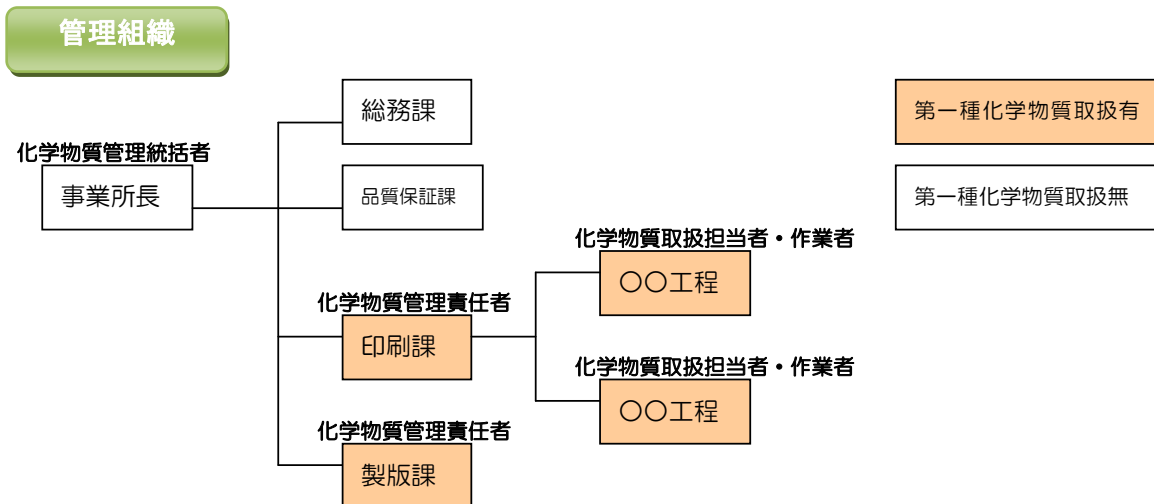 管理組織
総務課
第一種化学物質取扱有
化学物質管理統括者
事業所長
品質保証課
第一種化学物質取扱無
化学物質取扱担当者・作業者
〇〇工程
化学物質管理責任者
印刷課
化学物質取扱担当者・作業者
〇〇工程
化学物質管理責任者
製版課